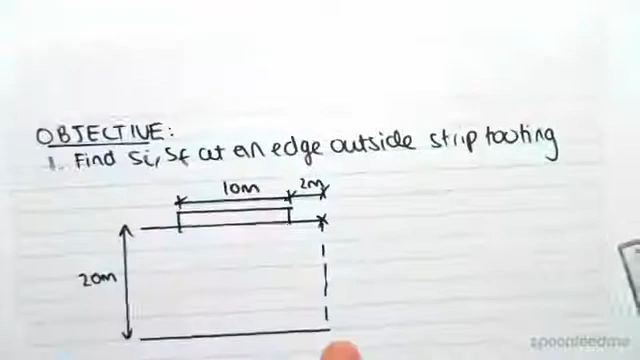 OBJECTIVE:
1. Find Si, Sf at an edge outside strip footing
10m
2m
20m
spoonfeedme